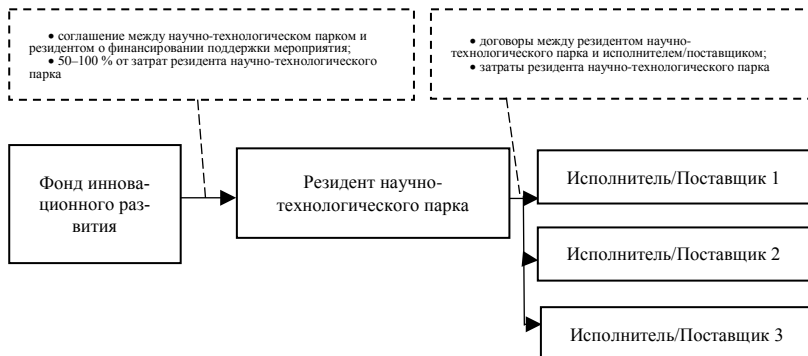 • соглашение между научно-технологическом парком и
резидентом о финансировании поддержки мероприятия;
• 50–100 % от затрат резидента научно-технологического
парка
• договоры между резидентом научно-
технологического парка и исполнителем/поставщиком;
• затраты резидента научно-технологического парка
Фонд иннова-
ционного раз-
вития
Резидент научно-
технологического парка
Исполнитель/Поставщик 1
Исполнитель/Поставщик 2
Исполнитель/Поставщик 3